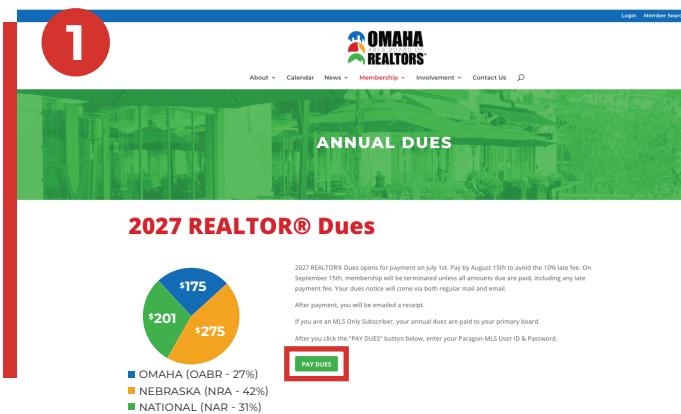 Login Member Searc
1
OMAHA
AREA BOARD OF
REALTORS®
About Calendar News Membership Involvement Contact Us
ANNUAL DUES
2027 REALTOR® Dues
$175
$201
$275
OMAHA (OABR - 27%)
NEBRASKA (NRA - 42%)
NATIONAL (NAR - 31%)
2027 REALTOR® Dues opens for payment on July 1st. Pay by August 15th to avoid the 10% late fee. On
September 15th, membership will be terminated unless all amounts due are paid, including any late
payment fee. Your dues notice will come via both regular mail and email.
After payment, you will be emailed a receipt.
If you are an MLS Only Subscriber, your annual dues are paid to your primary board.
After you click the "PAY DUES" button below, enter your Paragon-MLS User ID & Password.
PAY DUES